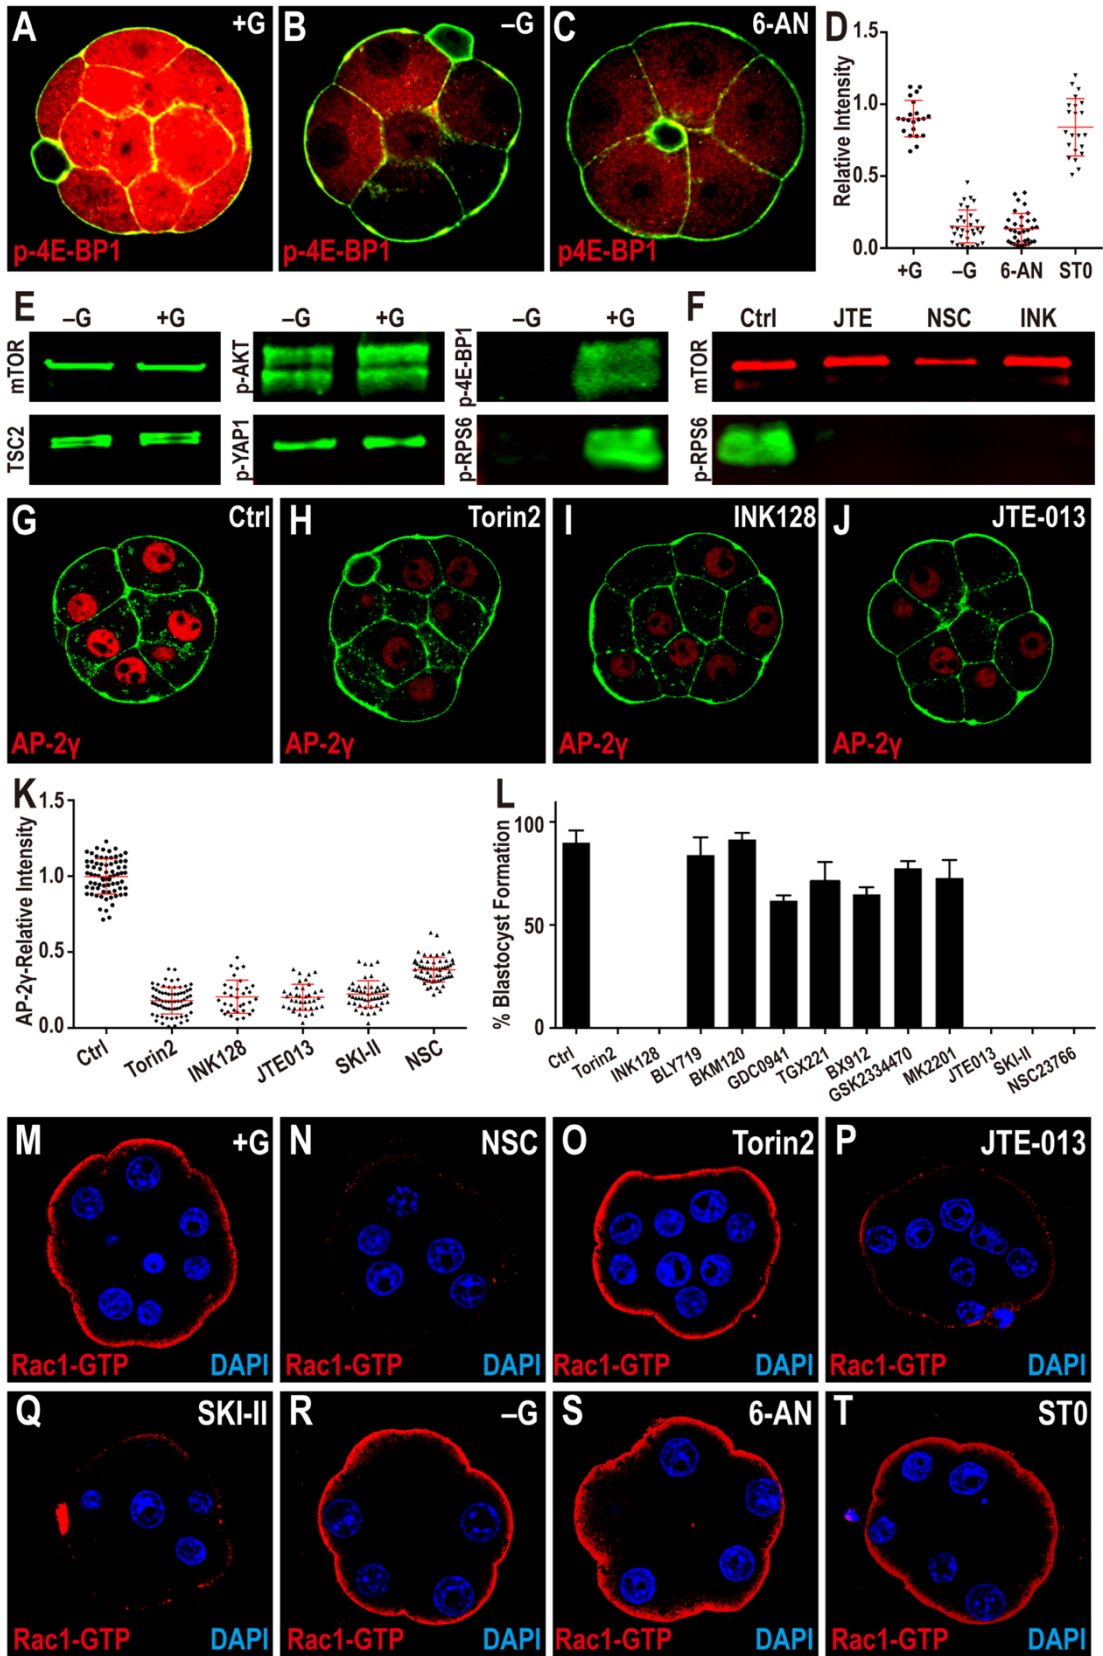 A
+G
p-4E-BP1
B
–G
p-4E-BP1
C
6-AN
p4E-BP1
D
Relative Intensity
1.5
1.0
0.5
0.0
+G –G 6-AN ST0
E
–G +G
–G +G
–G +G
mTOR
p-AKT
p-4E-BP1
TSC2
p-YAP1
p-RPS6
F
Ctrl JTE NSC INK
mTOR
p-RPS6
G
Ctrl
AP-2γ
H
Torin2
AP-2γ
I
INK128
AP-2γ
J
JTE-013
AP-2γ
K
AP-2γ-Relative Intensity
1.5
1.0
0.5
0.0
Ctrl Torin2 INK128 JTE013 SKI-II NSC
L
% Blastocyst Formation
100
50
0
Ctrl Torin2 INK128 BLY719 BKM120 GDC0941 TGX221 BX912 GSK2334470 MK2201 JTE013 SKI-II NSC23766
M
+G
Rac1-GTP DAPI
N
NSC
Rac1-GTP DAPI
O
Torin2
Rac1-GTP DAPI
P
JTE-013
Rac1-GTP DAPI
Q
SKI-II
Rac1-GTP DAPI
R
–G
Rac1-GTP DAPI
S
6-AN
Rac1-GTP DAPI
T
ST0
Rac1-GTP DAPI